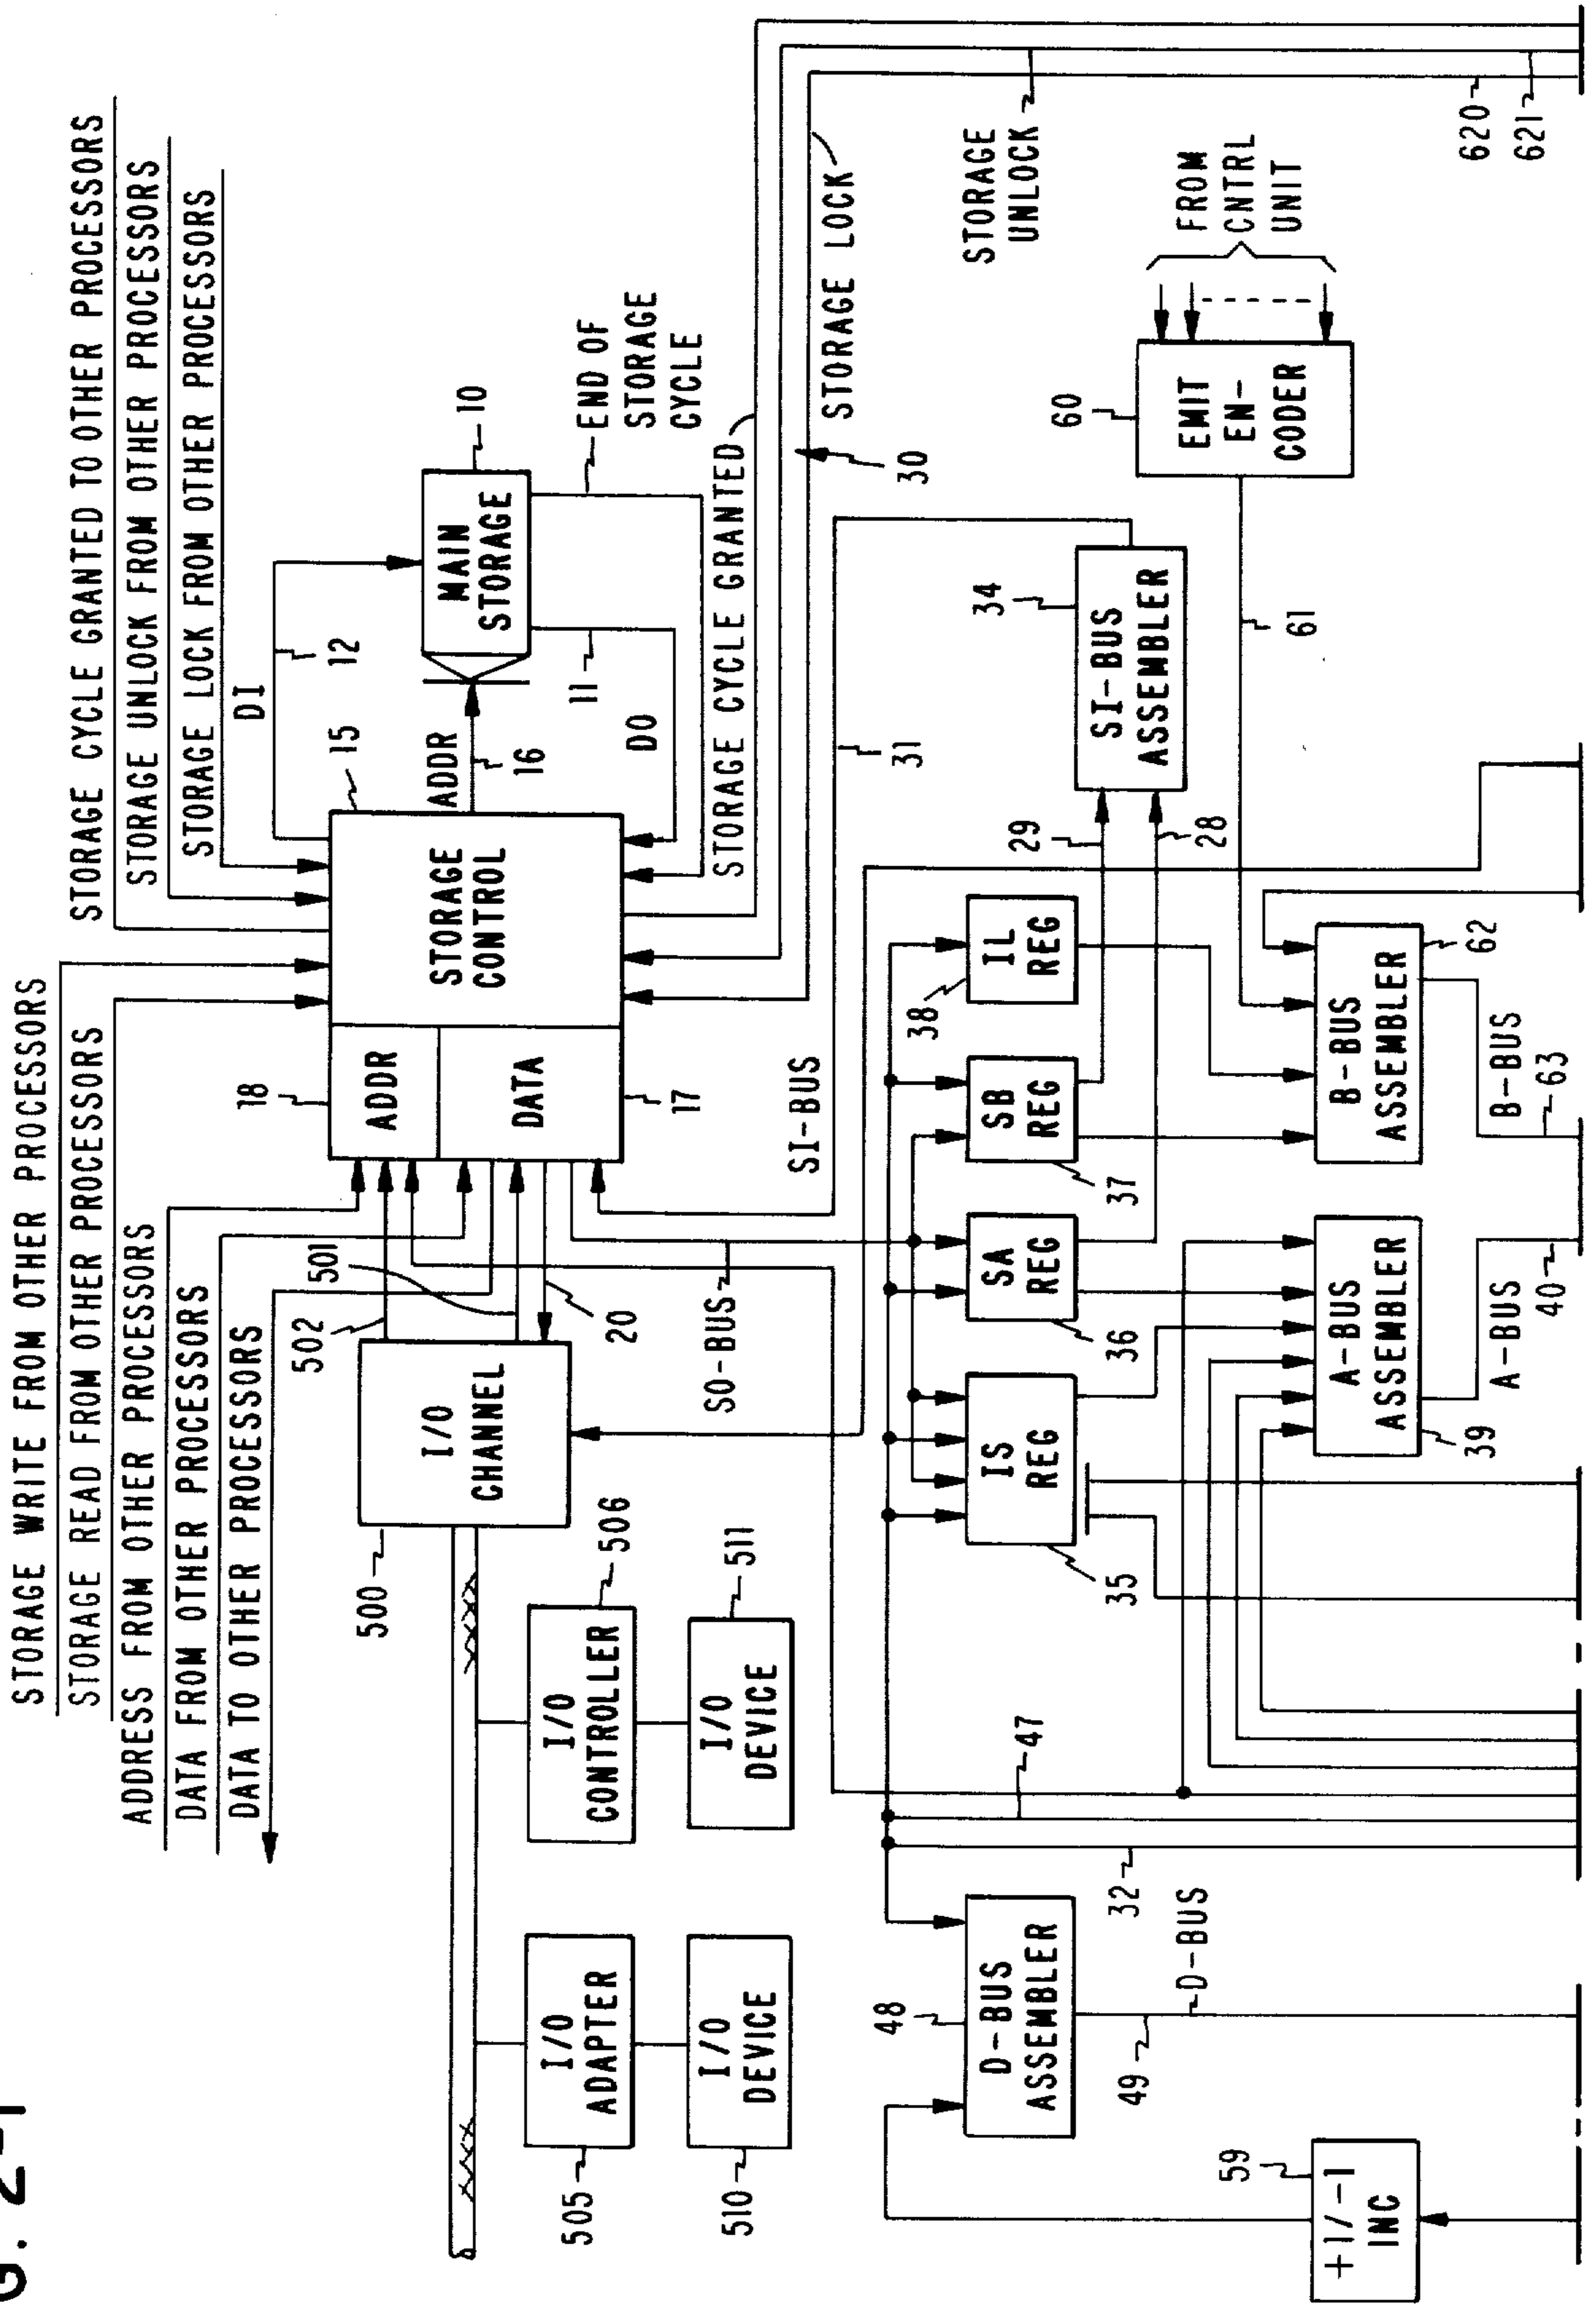 G. 2-1
STORAGE WRITE FROM OTHER PROCESSORS
STORAGE READ FROM OTHER PROCESSORS
ADDRESS FROM OTHER PROCESSORS
DATA FROM OTHER PROCESSORS
DATA TO OTHER PROCESSORS
STORAGE CYCLE GRANTED TO OTHER PROCESSORS
STORAGE UNLOCK FROM OTHER PROCESSORS
STORAGE LOCK FROM OTHER PROCESSORS
500
I/O
CHANNEL
502
501
20
18
ADDR
DATA
17
STORAGE
CONTROL
15
DI
12
ADDR
16
MAIN
STORAGE
10
11
DO
END OF
STORAGE
CYCLE
505
I/O
ADAPTER
I/O
CONTROLLER
506
510
I/O
DEVICE
I/O
DEVICE
511
SO-BUS
SI-BUS
STORAGE CYCLE GRANTED
STORAGE LOCK
30
31
STORAGE
UNLOCK
48
D-BUS
ASSEMBLER
47
32
49
D-BUS
IS
REG
35
SA
REG
36
SB
REG
37
IL
REG
38
29
28
34
SI-BUS
ASSEMBLER
61
60
EMIT
EN-
CODER
FROM
CNTRL
UNIT
59
+1/-1
INC
A-BUS
ASSEMBLER
39
A-BUS
40
B-BUS
ASSEMBLER
62
B-BUS
63
620
621